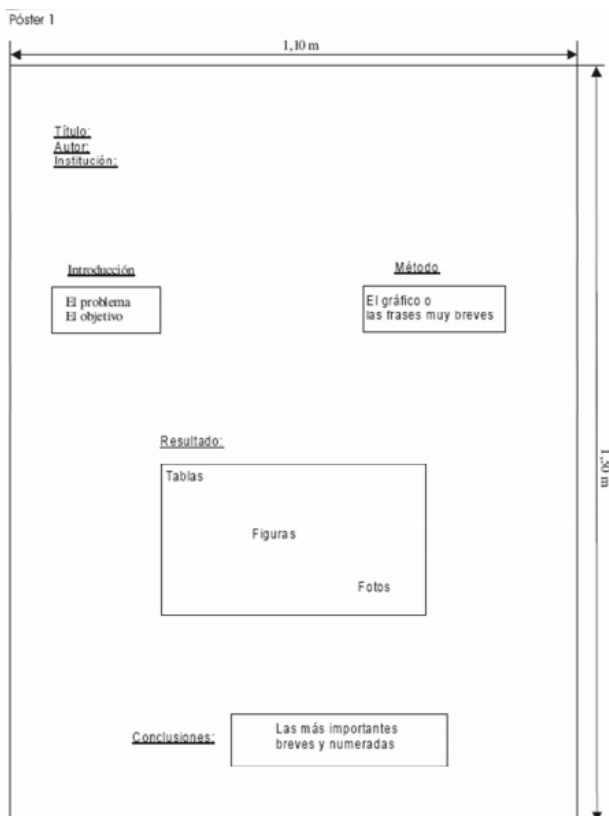 Póster 1
1,10 m
Título:
Autor:
Institución:
Introducción
El problema
El objetivo
Método
El gráfico o
las frases muy breves
Resultado:
Tablas
Figuras
Fotos
1,30 m
Conclusiones:
Las más importantes
breves y numeradas